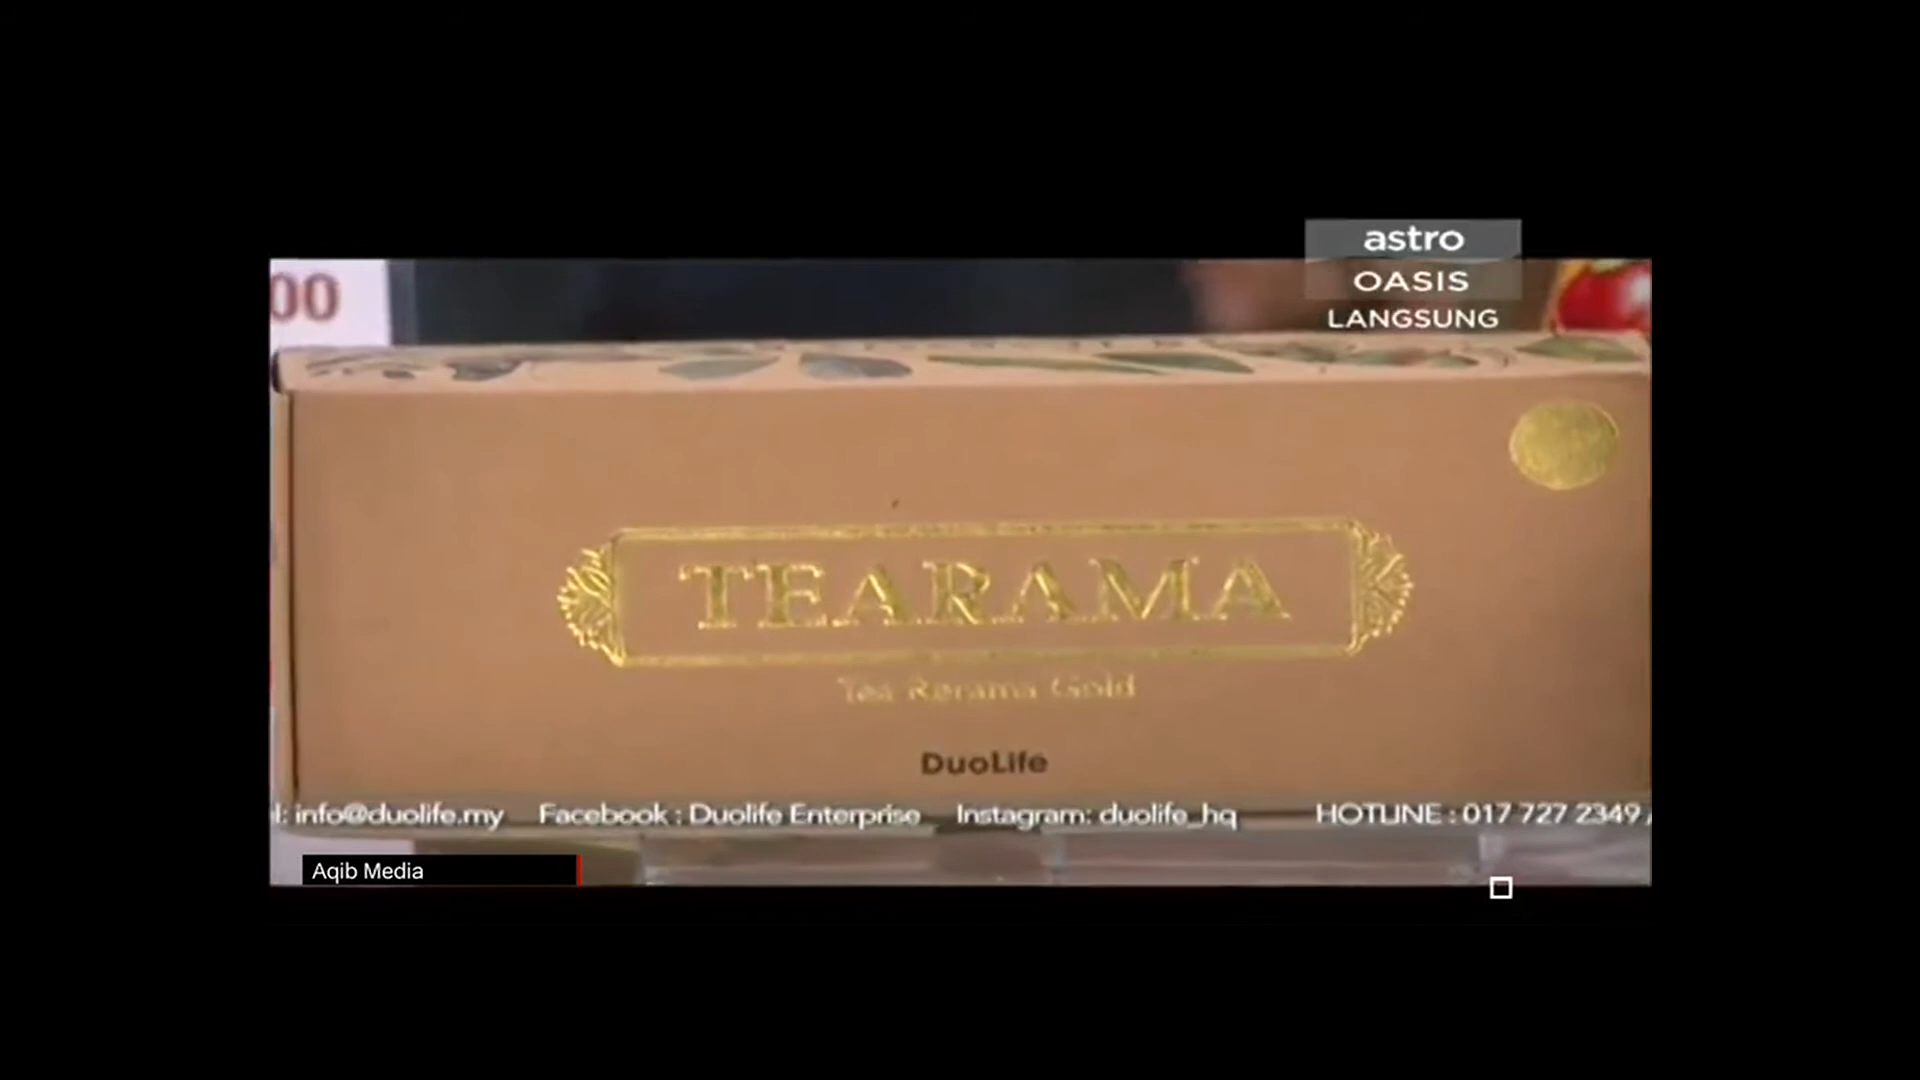 astro
OASIS
LANGSUNG
00
TEARAMA
Tea Rerama Gold
DuoLife
l: info@duolife.my Facebook : Duolife Enterprise Instagram: duolife_hq HOTLINE : 017 727 2349 /
Aqib Media